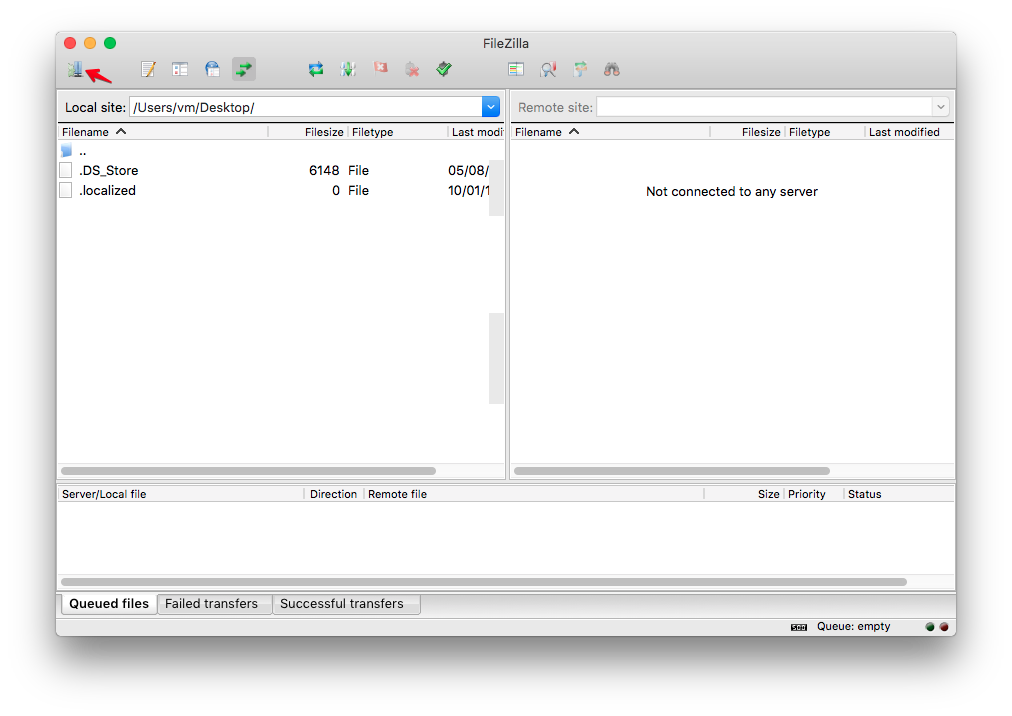 FileZilla
Local site: /Users/vm/Desktop/
Remote site:
Filename Filesize Filetype Last modi
Filename Filesize Filetype Last modified
..
.DS_Store 6148 File 05/08/
.localized 0 File 10/01/1
Not connected to any server
Server/Local file Direction Remote file Size Priority Status
Queued files Failed transfers Successful transfers
Queue: empty